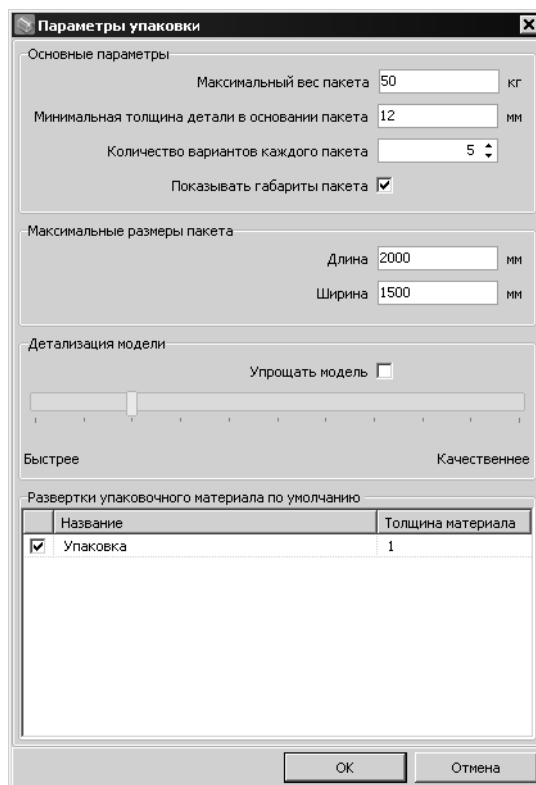 Параметры упаковки
Основные параметры
Максимальный вес пакета 50 кг
Минимальная толщина детали в основании пакета 12 мм
Количество вариантов каждого пакета 5
Показывать габариты пакета
Максимальные размеры пакета
Длина 2000 мм
Ширина 1500 мм
Детализация модели
Упрощать модель
Быстрее Качественнее
Развертки упаковочного материала по умолчанию
Название Толщина материала
Упаковка 1
OK Отмена